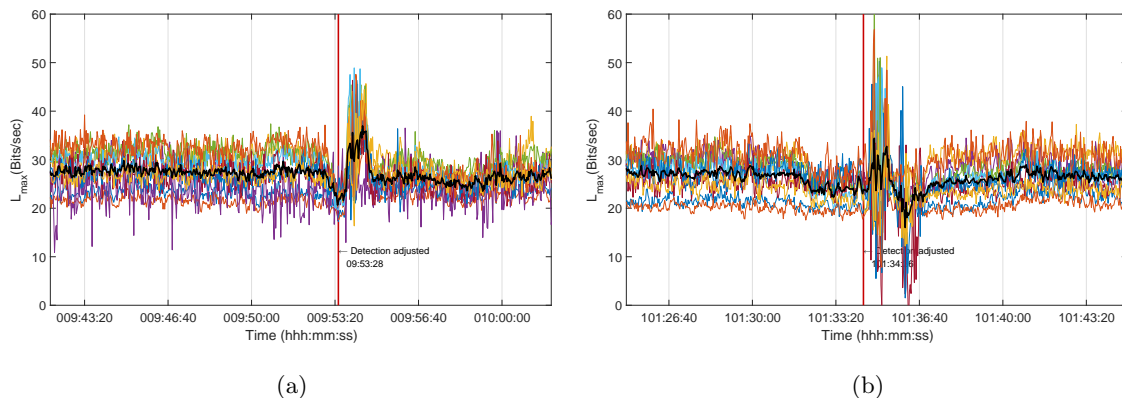 60
50
40
30
20
10
0
L_max(Bits/sec)
Detection adjusted
09:53:28
009:43:20 009:46:40 009:50:00 009:53:20 009:56:40 010:00:00
Time (hhh:mm:ss)
(a)
60
50
40
30
20
10
0
L_max(Bits/sec)
Detection adjusted
101:26:40 101:30:00 101:33:20 101:36:40 101:40:00 101:43:20
Time (hhh:mm:ss)
(b)